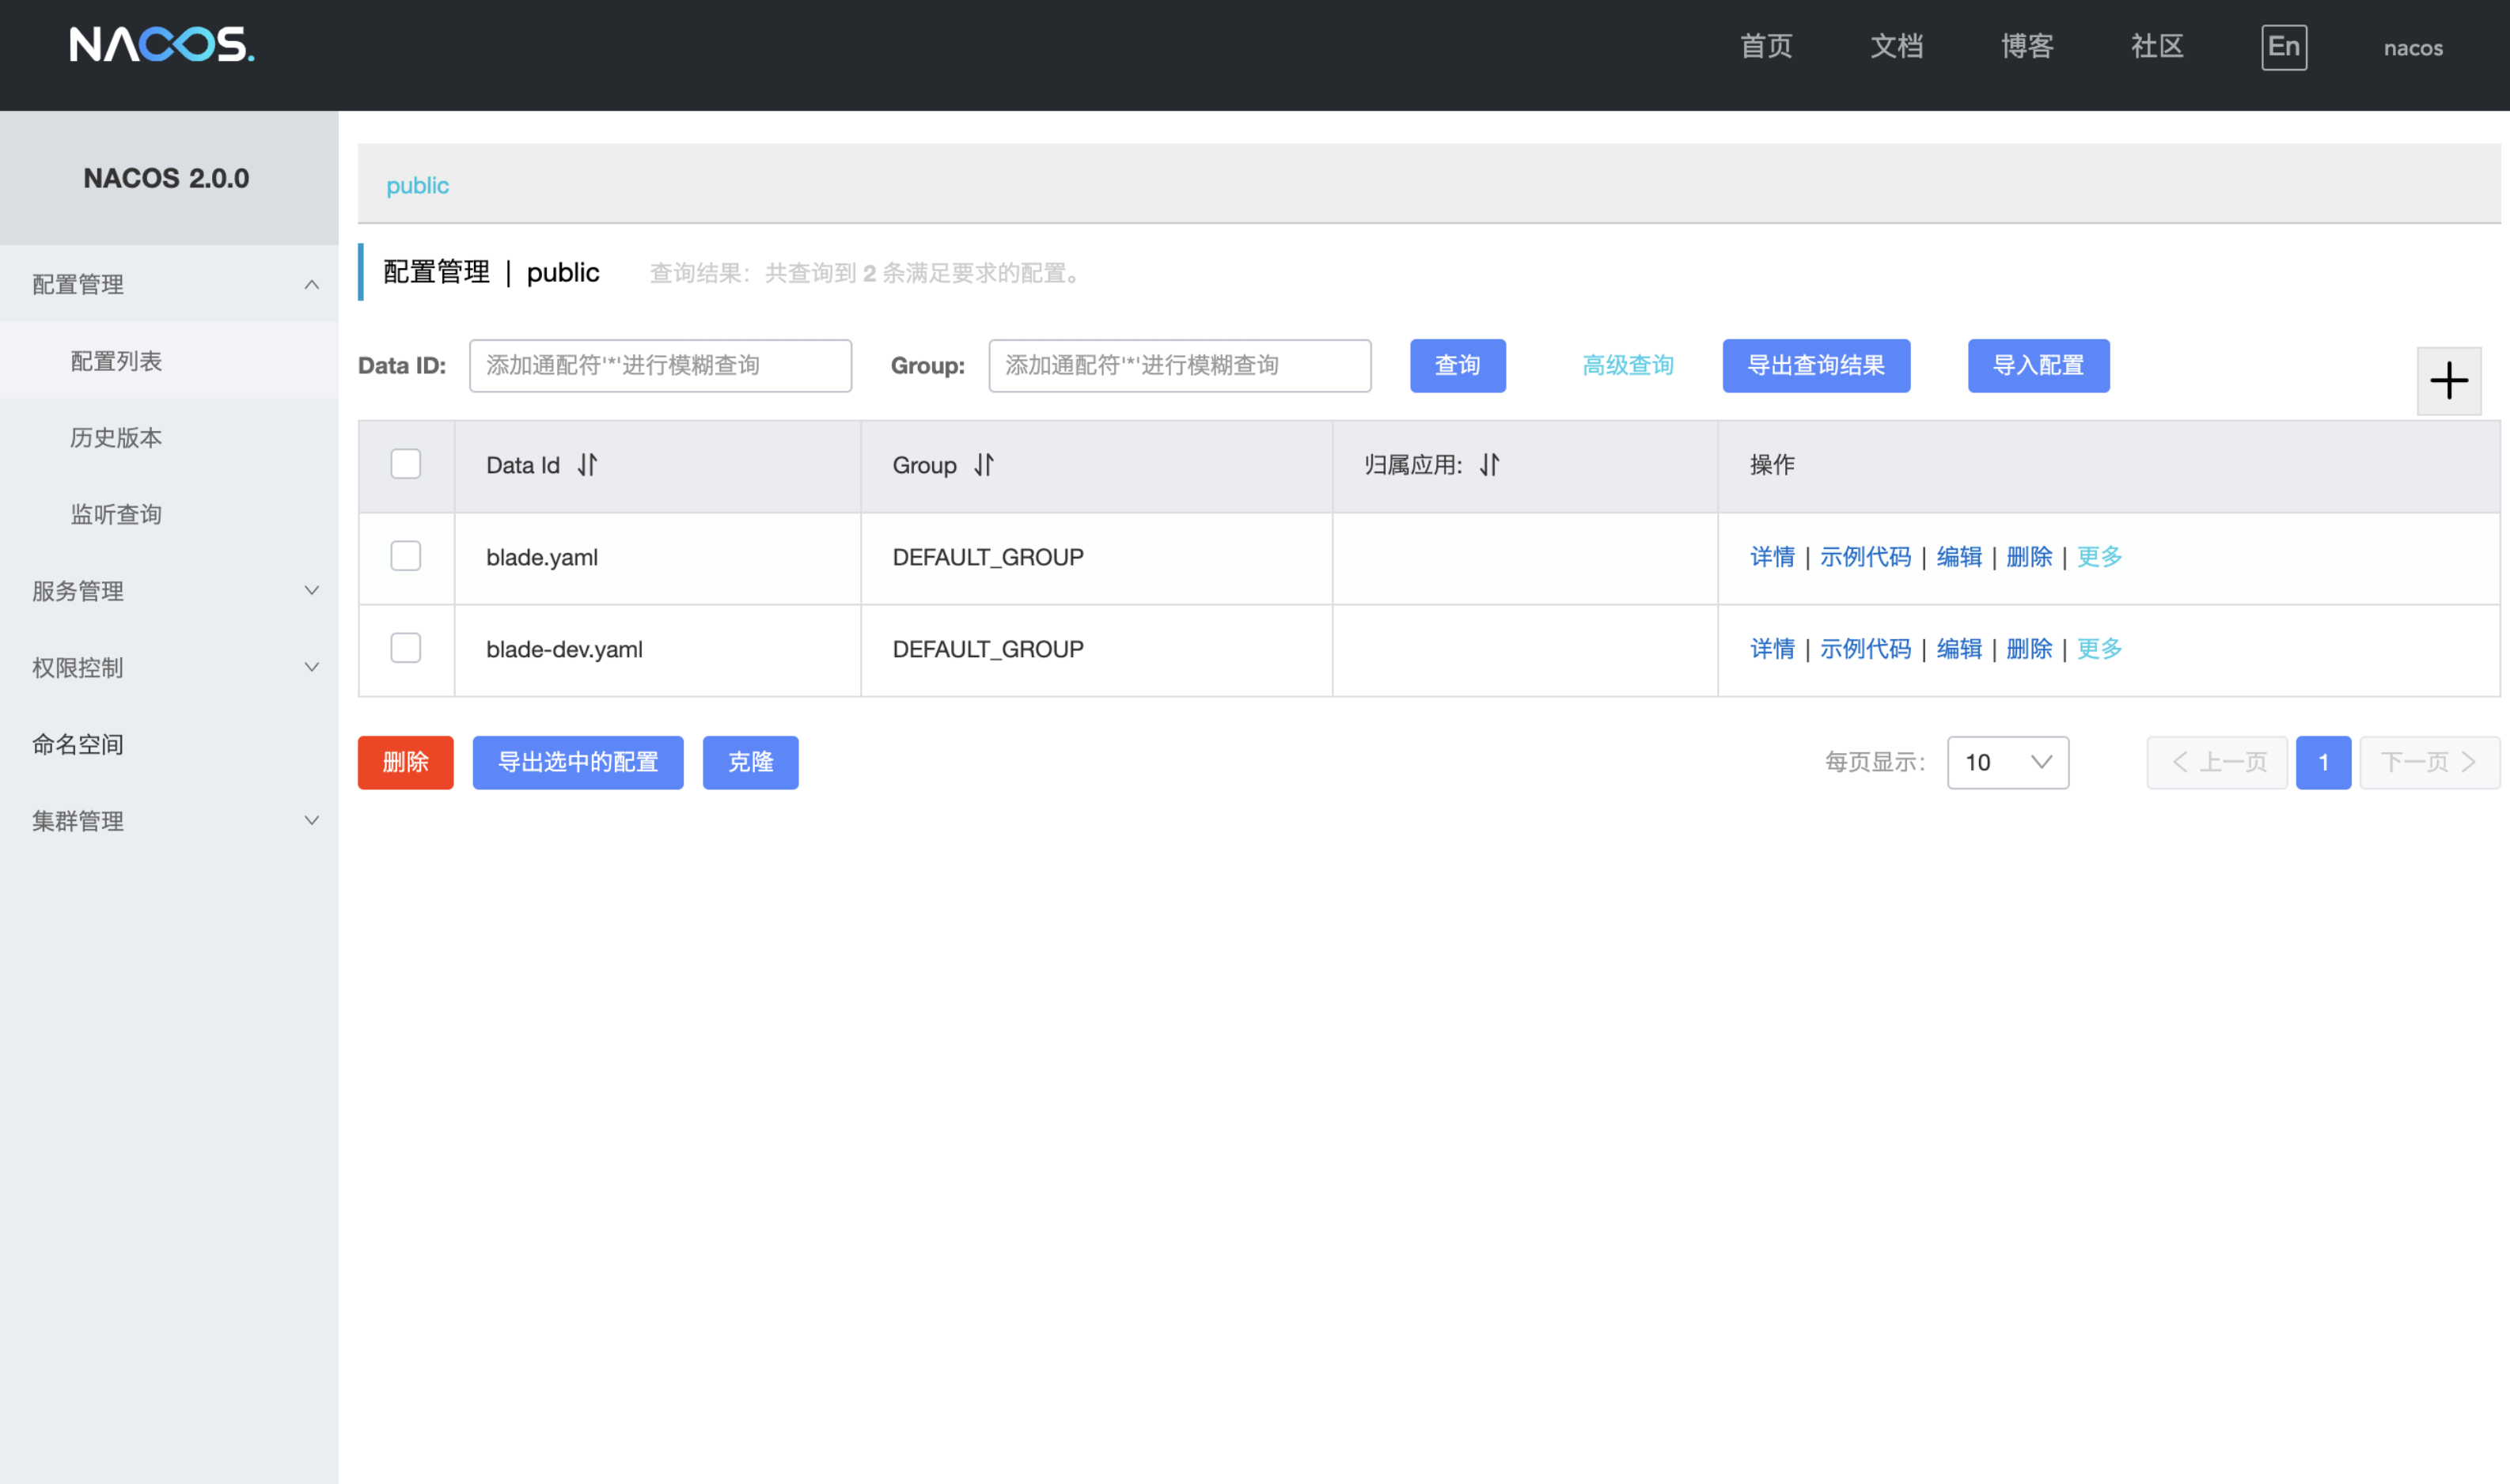 NACOS.
首页 文档 博客 社区 En nacos
NACOS 2.0.0
配置管理
配置列表
历史版本
监听查询
服务管理
权限控制
命名空间
集群管理
public
配置管理 | public 查询结果：共查询到 2 条满足要求的配置。
Data ID: 添加通配符'*'进行模糊查询 Group: 添加通配符'*'进行模糊查询 查询 高级查询 导出查询结果 导入配置
Data Id Group 归属应用: 操作
blade.yaml DEFAULT_GROUP 详情 | 示例代码 | 编辑 | 删除 | 更多
blade-dev.yaml DEFAULT_GROUP 详情 | 示例代码 | 编辑 | 删除 | 更多
删除 导出选中的配置 克隆 每页显示: 10 上一页 1 下一页